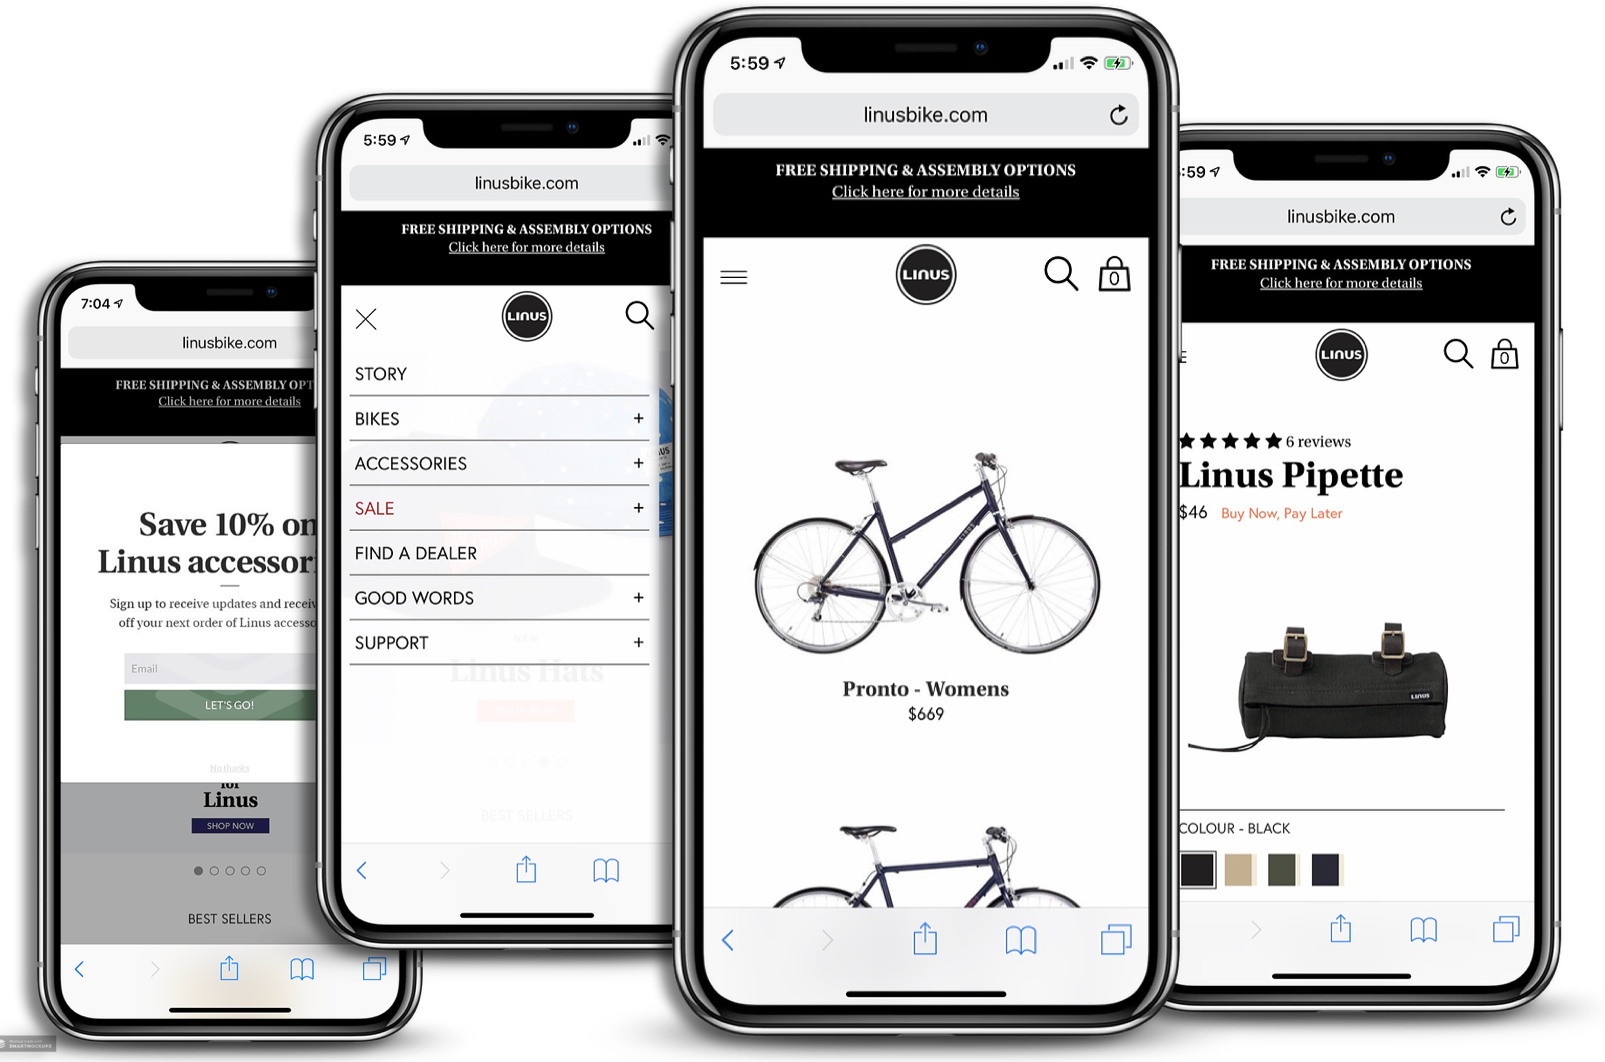 7:04
linusbike.com
FREE SHIPPING & ASSEMBLY OPT
Click here for more details
Save 10% on
Linus accessor
Sign up to receive updates and receiv
off your next order of Linus accesso
Email
LET'S GO!
No thanks
for
Linus
SHOP NOW
BEST SELLERS
5:59
linusbike.com
FREE SHIPPING & ASSEMBLY OPTIONS
Click here for more details
LINUS
STORY
BIKES +
ACCESSORIES +
SALE +
FIND A DEALER
GOOD WORDS +
SUPPORT +
NEW
Linus Hats
BEST SELLERS
5:59
linusbike.com
FREE SHIPPING & ASSEMBLY OPTIONS
Click here for more details
LINUS
0
Pronto - Womens
$669
:59
linusbike.com
FREE SHIPPING & ASSEMBLY OPTIONS
Click here for more details
LINUS
0
6 reviews
Linus Pipette
$46 Buy Now, Pay Later
LINUS
COLOUR - BLACK